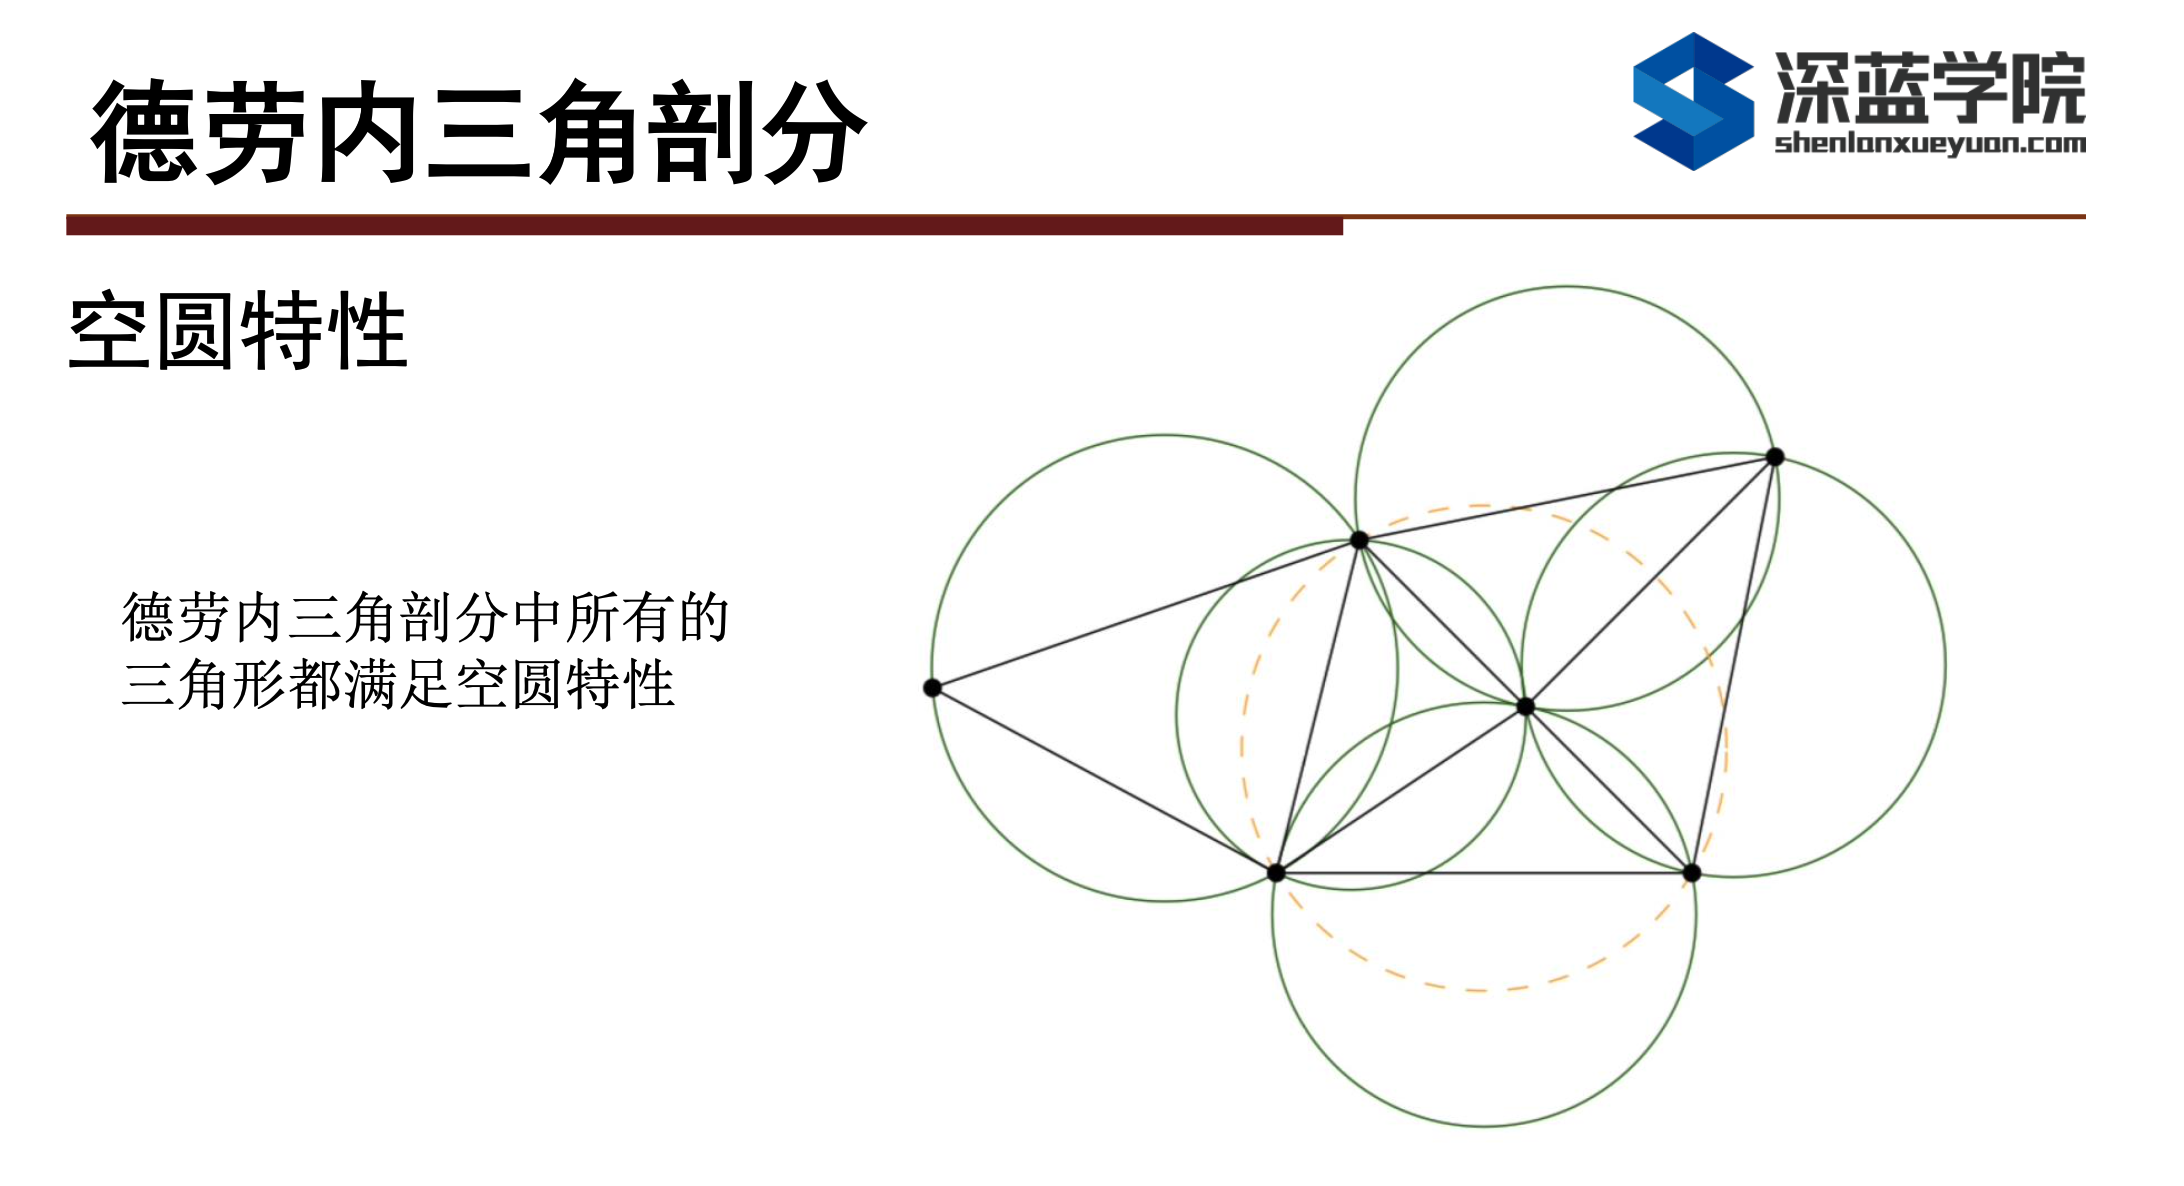 德劳内三角剖分
深蓝学院
shenlanxueyuan.com
空圆特性
德劳内三角剖分中所有的
三角形都满足空圆特性